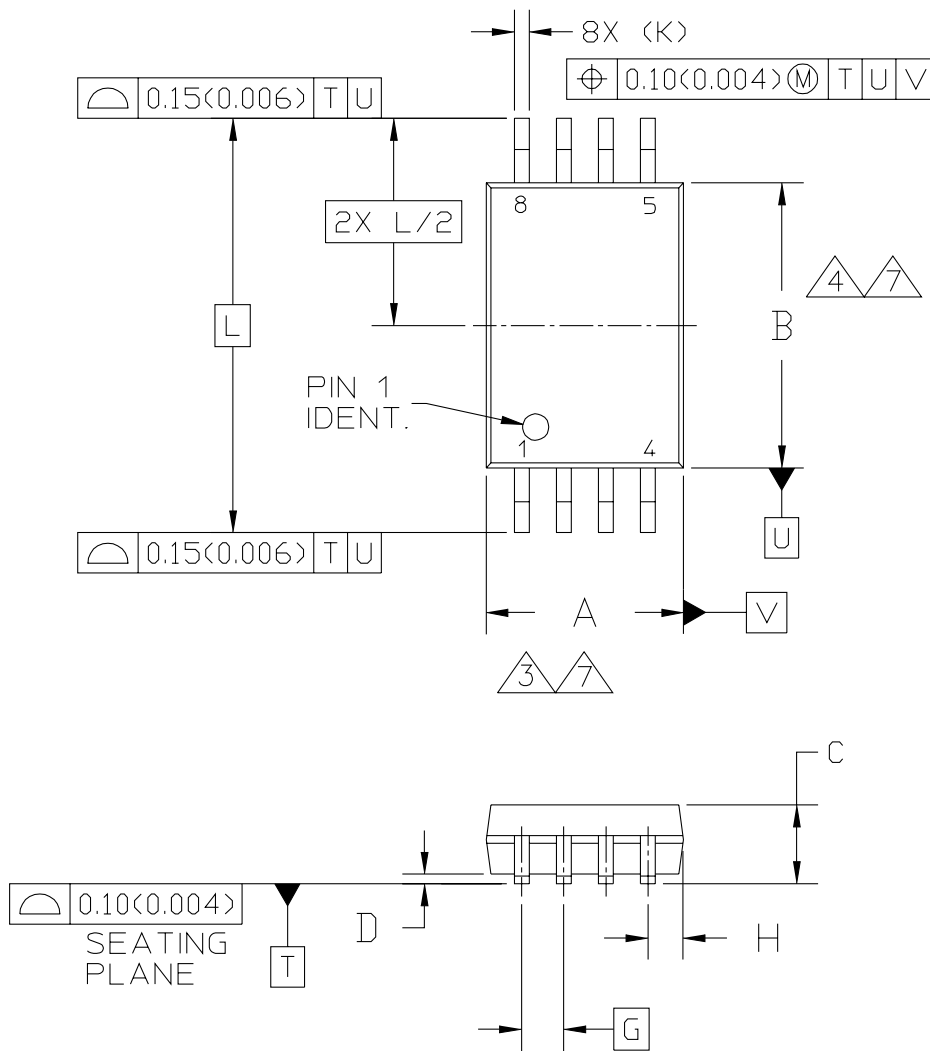 8X (K)
⌖ 0.10(0.004) Ⓜ T U V
⌓ 0.15(0.006) T U
8 5
2X L/2
4 7
L
B
PIN 1
IDENT.
1 4
U
⌓ 0.15(0.006) T U
A
V
3 7
C
⌓ 0.10(0.004)
SEATING
PLANE
T
D
H
G